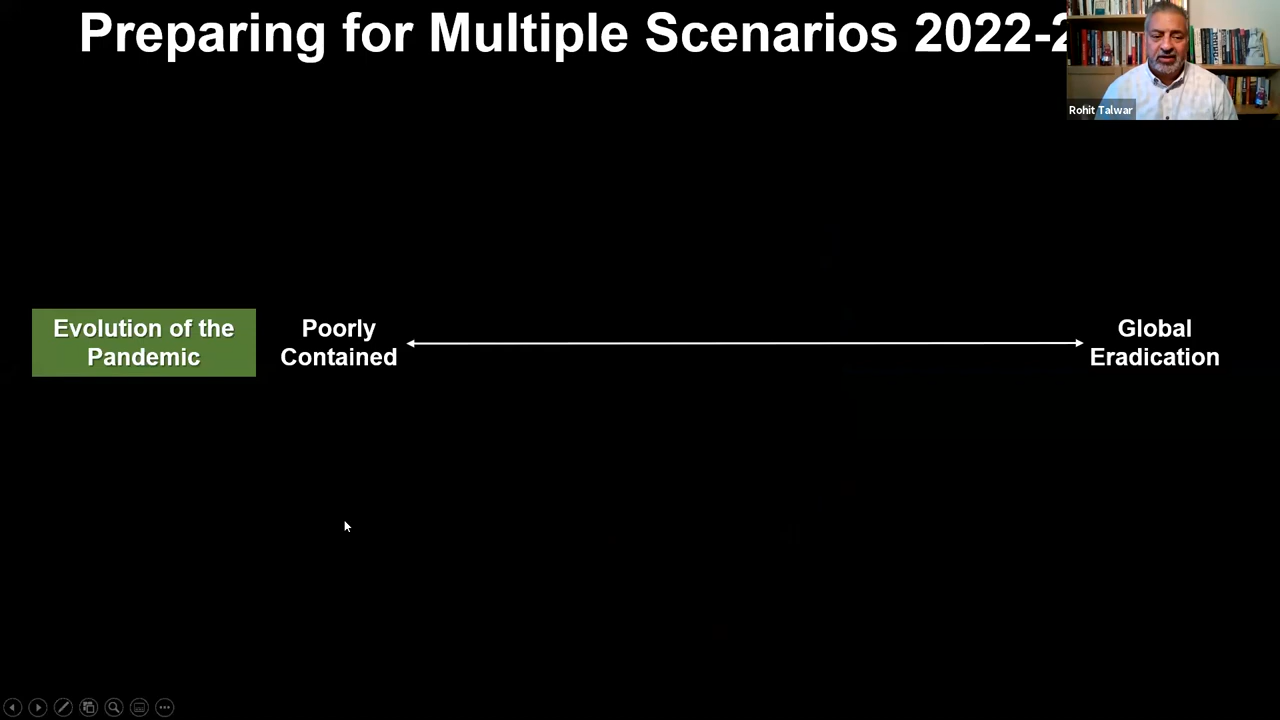 Preparing for Multiple Scenarios 2022-2
Rohit Talwar
Evolution of the
Pandemic
Poorly
Contained
Global
Eradication